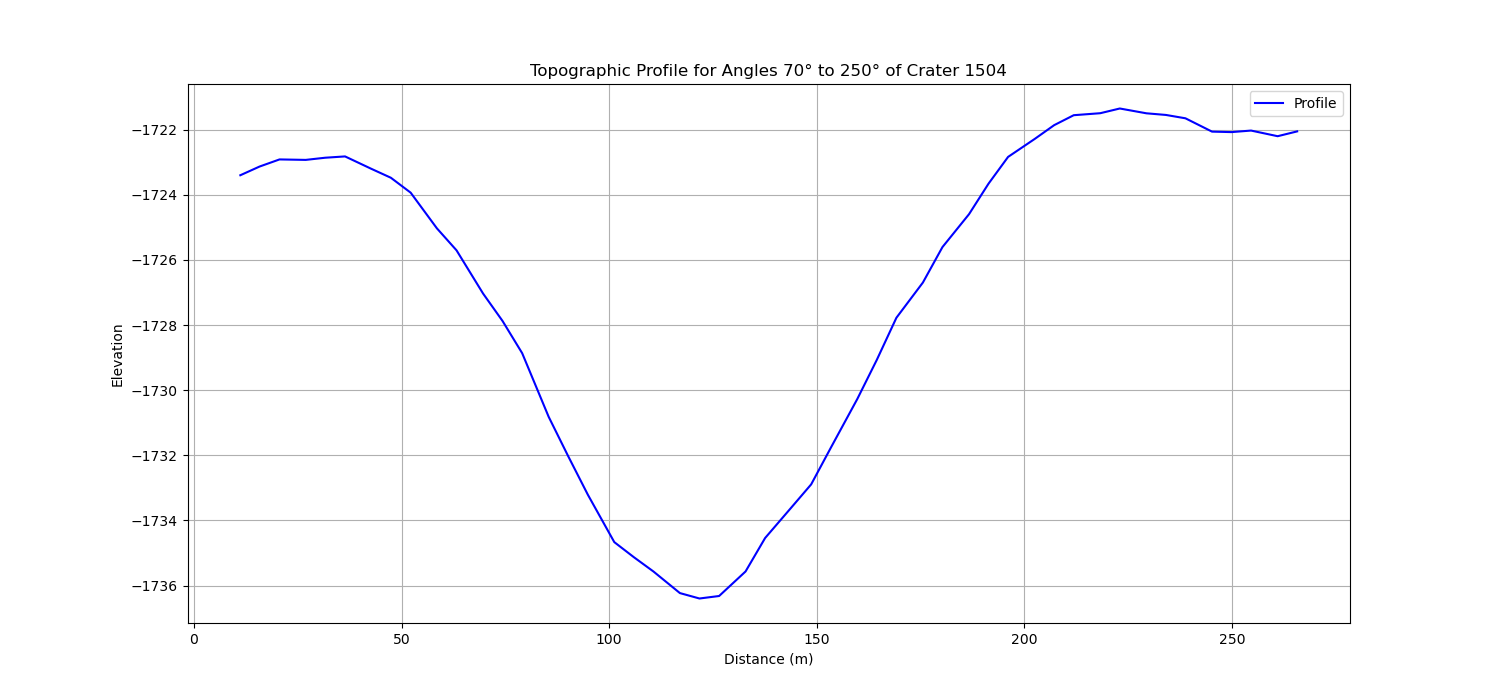 Topographic Profile for Angles 70° to 250° of Crater 1504
Profile
−1722
−1724
−1726
−1728
−1730
−1732
−1734
−1736
Elevation
0 50 100 150 200 250
Distance (m)